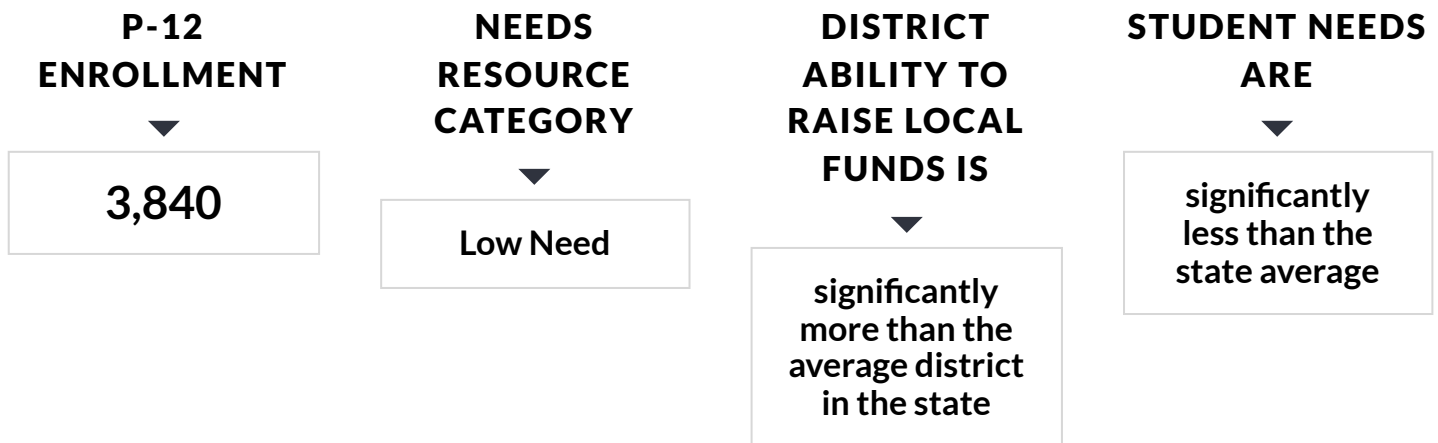 P-12
ENROLLMENT
3,840
NEEDS
RESOURCE
CATEGORY
Low Need
DISTRICT
ABILITY TO
RAISE LOCAL
FUNDS IS
significantly
more than the
average district
in the state
STUDENT NEEDS
ARE
significantly
less than the
state average